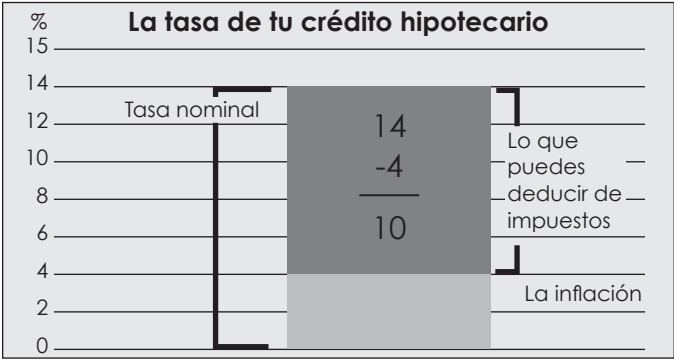 % La tasa de tu crédito hipotecario
15
14
Tasa nominal
12
14
-4
10
Lo que
puedes
deducir de
impuestos
10
8
6
4
La inflación
2
0